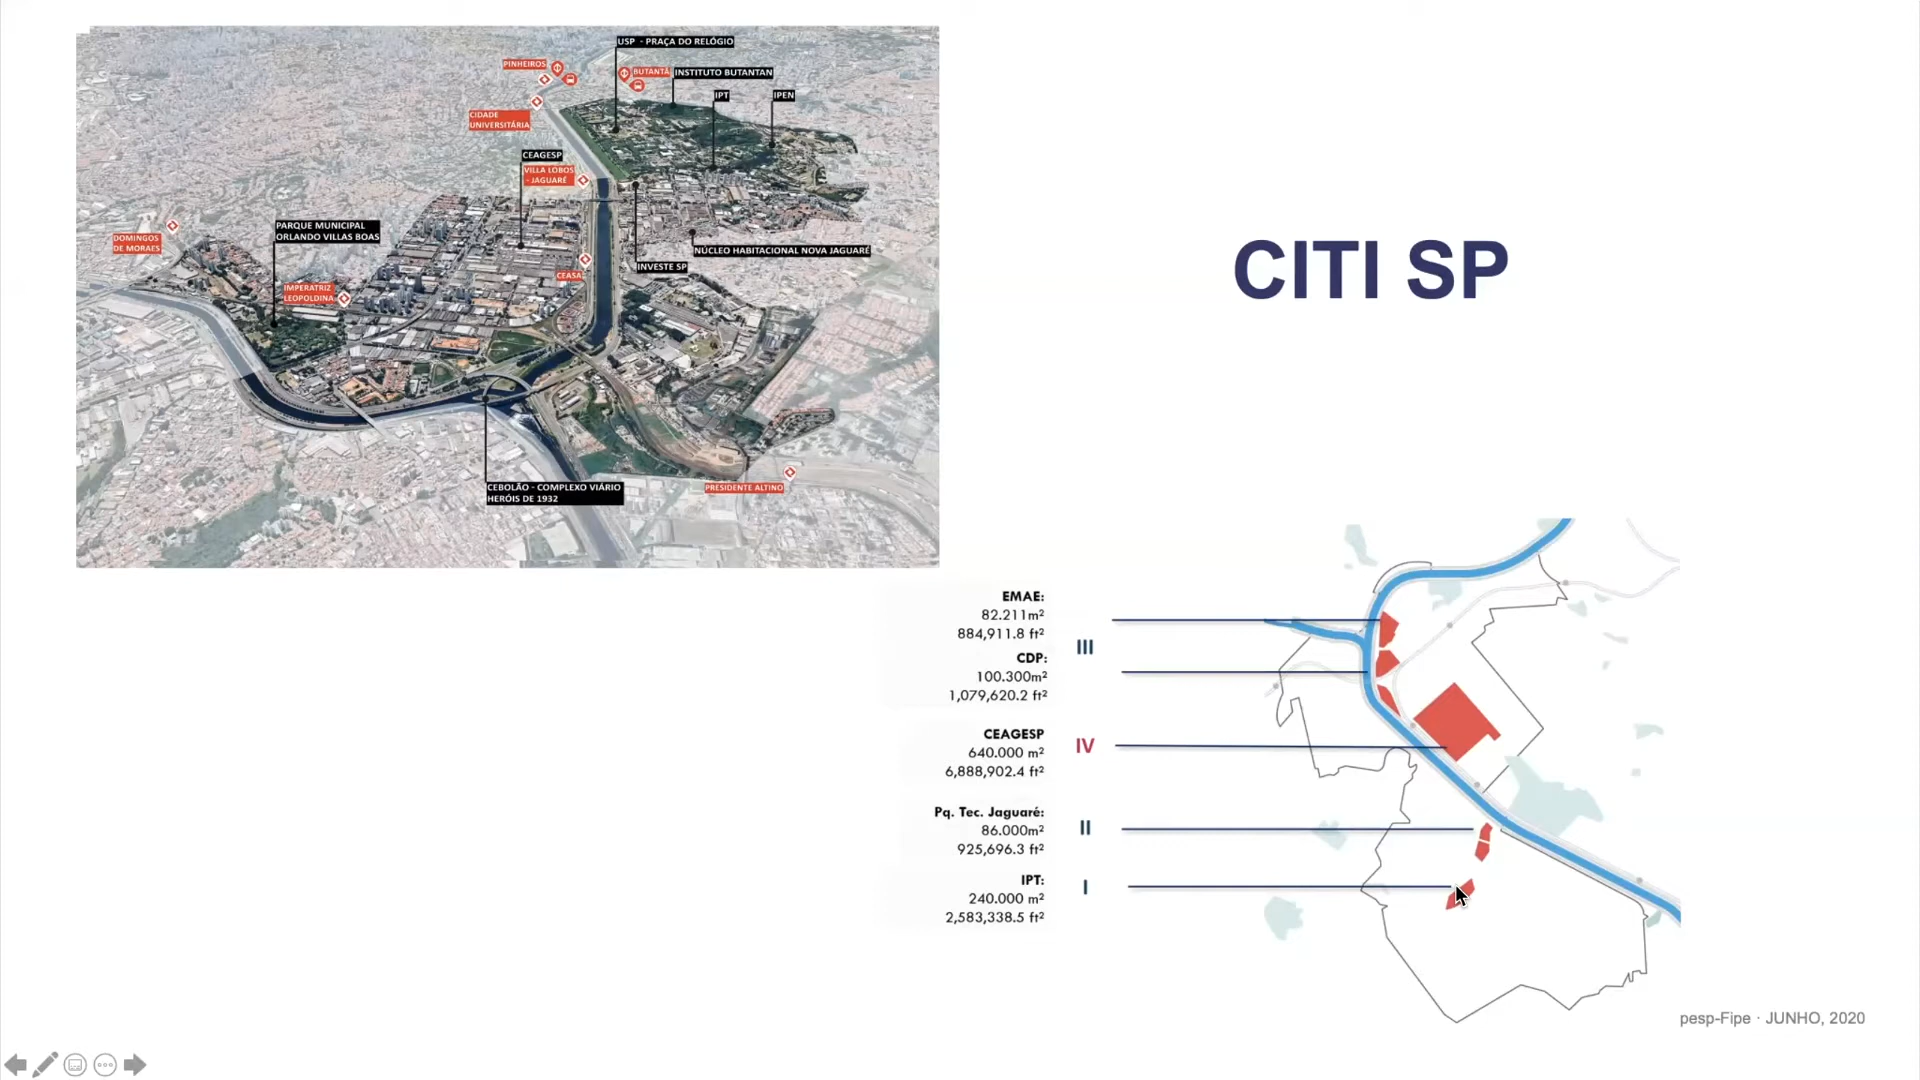 USP - PRAÇA DO RELÓGIO
PINHEIROS
BUTANTÃ
INSTITUTO BUTANTAN
IPT
IPEN
CIDADE
UNIVERSITÁRIA
CEAGESP
VILLA LOBOS
- JAGUARÉ
PARQUE MUNICIPAL
ORLANDO VILLAS BOAS
DOMINGOS
DE MORAES
NÚCLEO HABITACIONAL NOVA JAGUARÉ
INVESTE SP
CEASA
IMPERATRIZ
LEOPOLDINA
CEBOLÃO - COMPLEXO VIÁRIO
HERÓIS DE 1932
PRESIDENTE ALTINO
CITI SP
EMAE:
82.211m²
884,911.8 ft²
III
CDP:
100.300m²
1,079,620.2 ft²
CEAGESP
640.000 m²
6,888,902.4 ft²
IV
Pq. Tec. Jaguaré:
86.000m²
925,696.3 ft²
II
IPT:
240.000 m²
2,583,338.5 ft²
I
pesp-Fipe · JUNHO, 2020